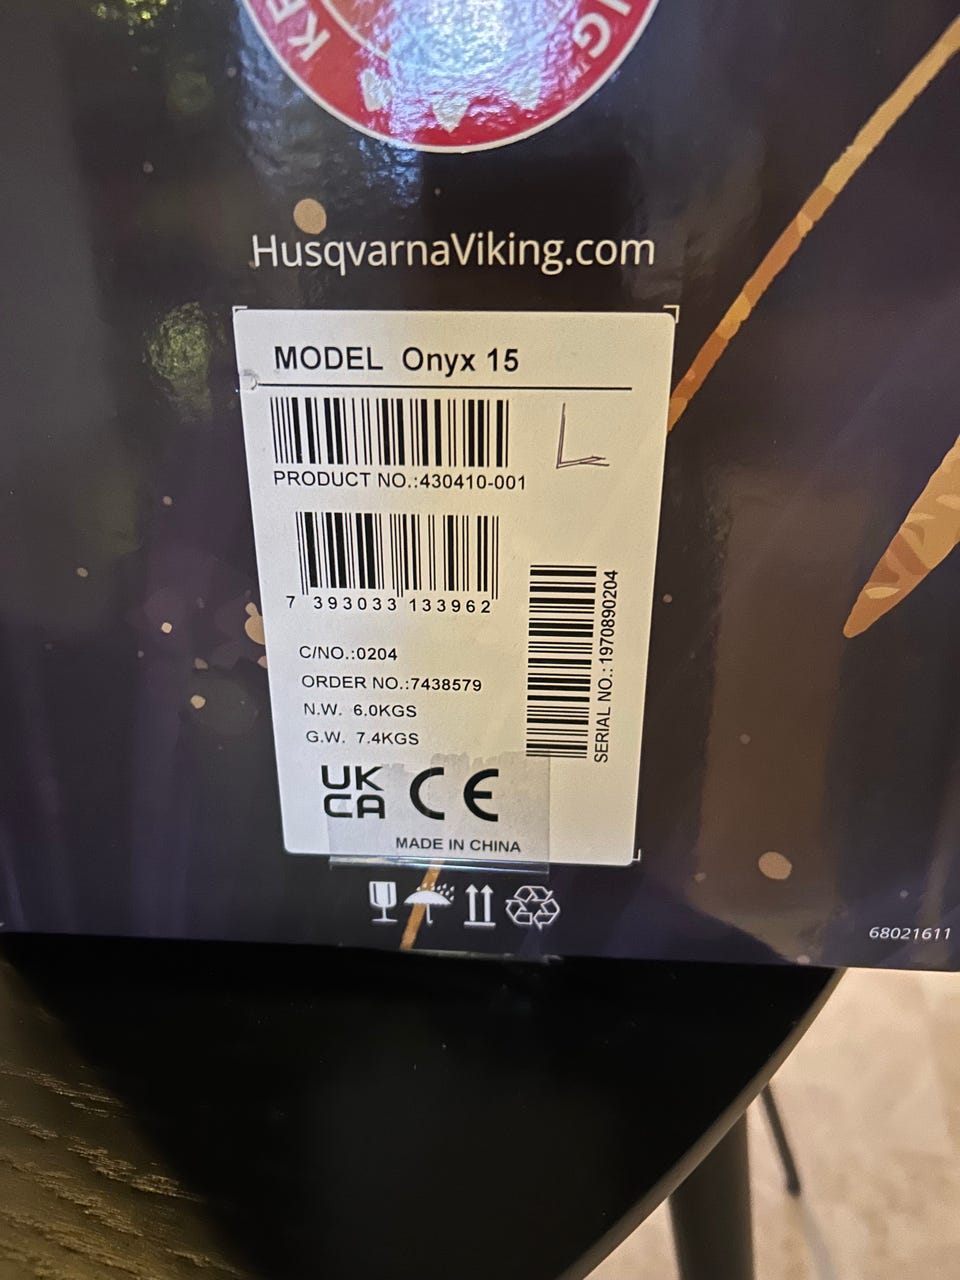 HusqvarnaViking.com
MODEL Onyx 15
PRODUCT NO.:430410-001
7 393033 133962
SERIAL NO.: 1970890204
C/NO.:0204
ORDER NO.:7438579
N.W. 6.0KGS
G.W. 7.4KGS
UK
CA CE
MADE IN CHINA
68021611